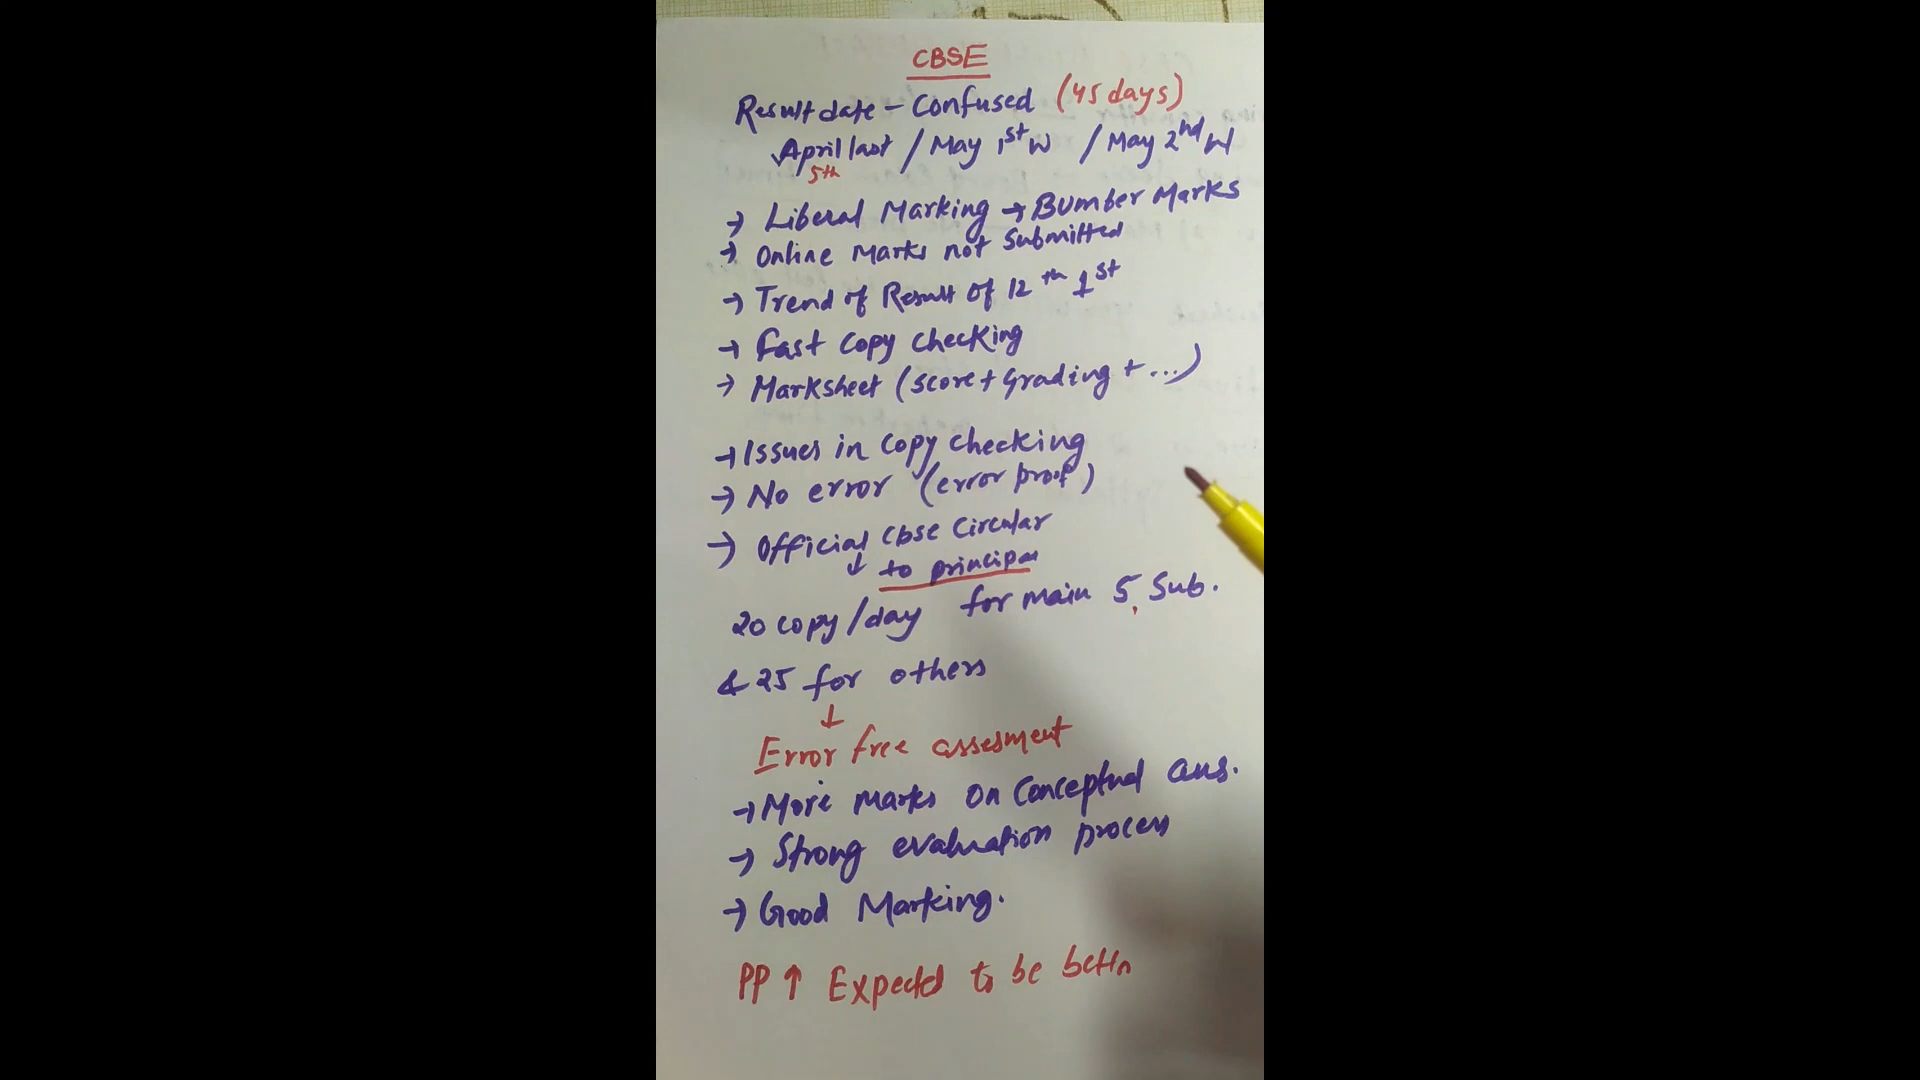 CBSE
Result date - Confused (45 days)
April last / May 1st W / May 2nd W
5th
→ Liberal Marking → Bumber Marks
→ Online Marks not Submitted
→ Trend of Result of 12th 1st
→ Fast Copy Checking
→ Marksheet (Score + Grading + ...)
→ Issues in Copy Checking
→ No error (error proof)
→ Official Cbse Circular
↓ to principal
20 copy/day for main 5 Sub.
& 25 for others
↓
Error free assesment
→ More Marks On Conceptual ans.
→ Strong evaluation process
→ Good Marking.
PP ↑ Expected to be better